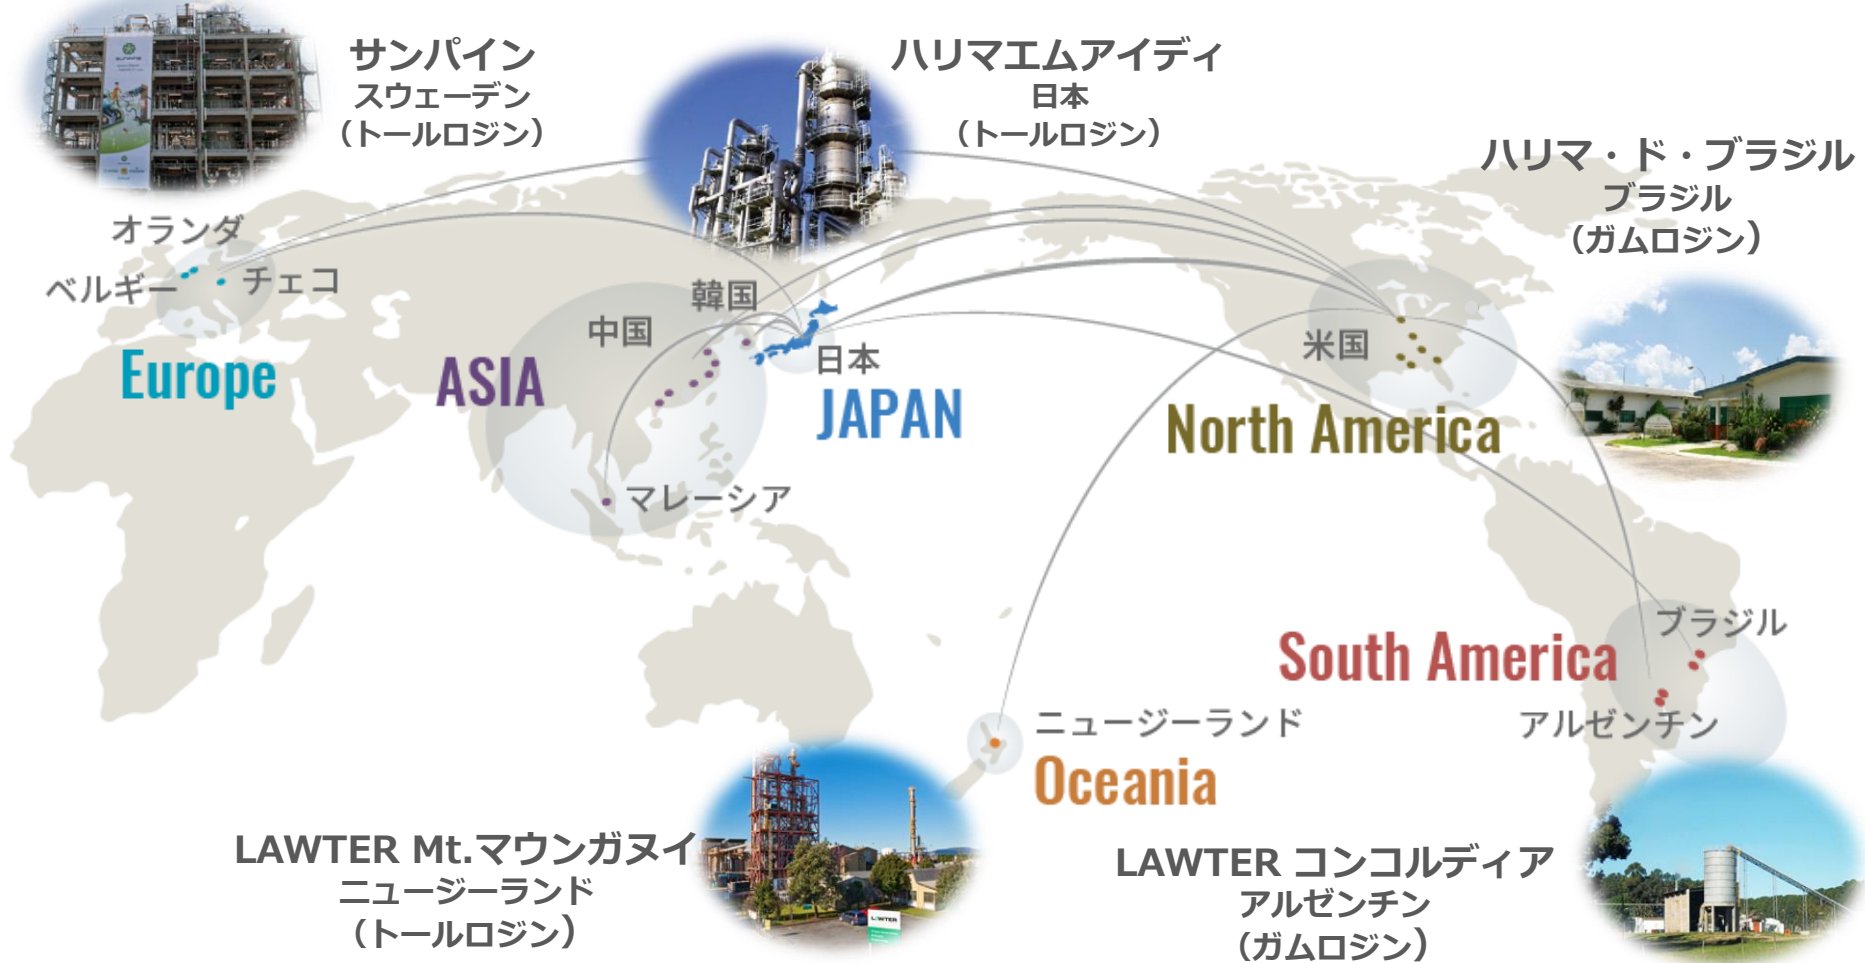 サンパイン
スウェーデン
（トールロジン）
ハリマエムアイディ
日本
（トールロジン）
ハリマ・ド・ブラジル
ブラジル
（ガムロジン）
オランダ
ベルギー
チェコ
Europe
中国
韓国
ASIA
日本
JAPAN
マレーシア
米国
North America
ブラジル
South America
アルゼンチン
ニュージーランド
Oceania
LAWTER Mt.マウンガヌイ
ニュージーランド
（トールロジン）
LAWTER
LAWTER コンコルディア
アルゼンチン
（ガムロジン）